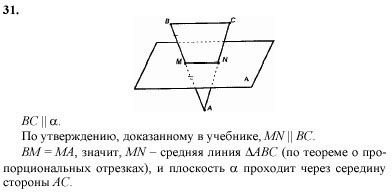 31.
B
C
M
N
A
A
BC || α.
По утверждению, доказанному в учебнике, MN || BC.
BM = MA, значит, MN – средняя линия ΔABC (по теореме о про-
порциональных отрезках), и плоскость α проходит через середину
стороны AC.